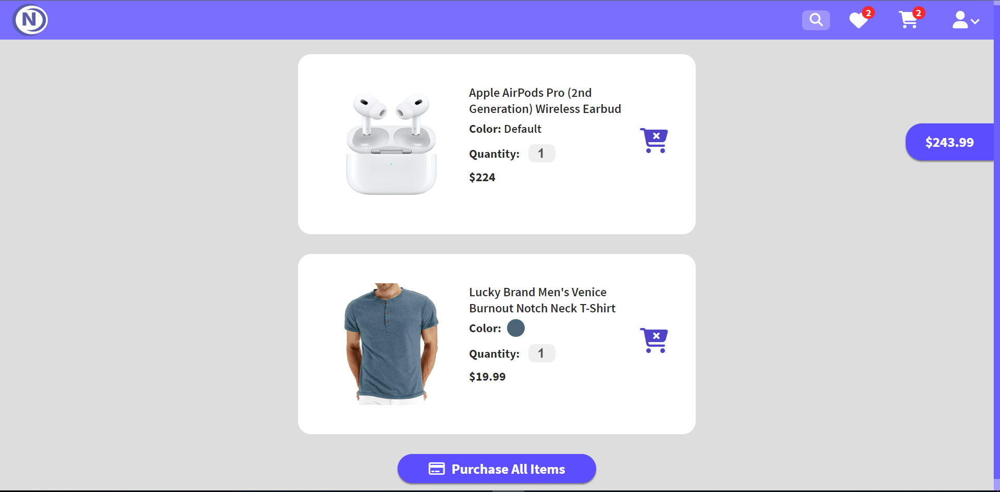 N
2
2
Apple AirPods Pro (2nd
Generation) Wireless Earbud
Color: Default
Quantity: 1
$224
$243.99
Lucky Brand Men's Venice
Burnout Notch Neck T-Shirt
Color:
Quantity: 1
$19.99
Purchase All Items